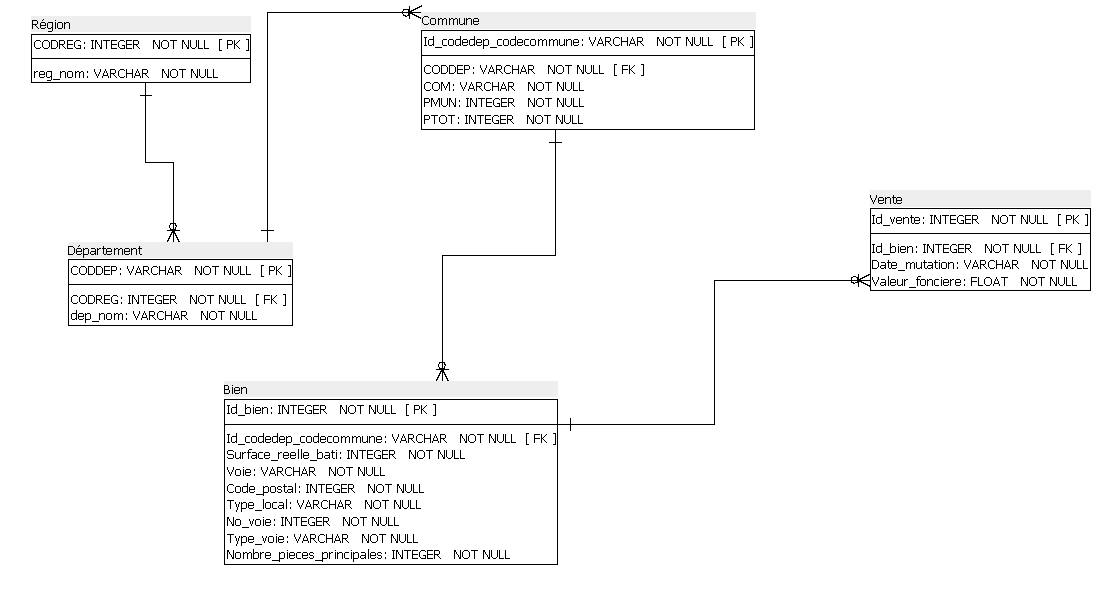 Région
CODREG: INTEGER NOT NULL [ PK ]
reg_nom: VARCHAR NOT NULL
Commune
Id_codedep_codecommune: VARCHAR NOT NULL [ PK ]
CODDEP: VARCHAR NOT NULL [ FK ]
COM: VARCHAR NOT NULL
PMUN: INTEGER NOT NULL
PTOT: INTEGER NOT NULL
Département
CODDEP: VARCHAR NOT NULL [ PK ]
CODREG: INTEGER NOT NULL [ FK ]
dep_nom: VARCHAR NOT NULL
Vente
Id_vente: INTEGER NOT NULL [ PK ]
Id_bien: INTEGER NOT NULL [ FK ]
Date_mutation: VARCHAR NOT NULL
Valeur_fonciere: FLOAT NOT NULL
Bien
Id_bien: INTEGER NOT NULL [ PK ]
Id_codedep_codecommune: VARCHAR NOT NULL [ FK ]
Surface_reelle_bati: INTEGER NOT NULL
Voie: VARCHAR NOT NULL
Code_postal: INTEGER NOT NULL
Type_local: VARCHAR NOT NULL
No_voie: INTEGER NOT NULL
Type_voie: VARCHAR NOT NULL
Nombre_pieces_principales: INTEGER NOT NULL